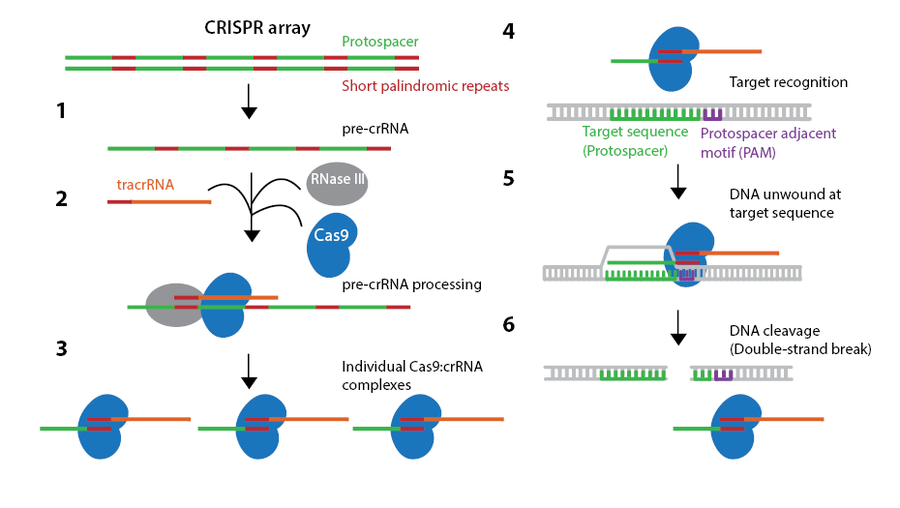 CRISPR array
Protospacer
Short palindromic repeats
1
pre-crRNA
2
tracrRNA
RNase III
Cas9
pre-crRNA processing
3
Individual Cas9:crRNA
complexes
4
Target recognition
Target sequence
(Protospacer)
Protospacer adjacent
motif (PAM)
5
DNA unwound at
target sequence
6
DNA cleavage
(Double-strand break)